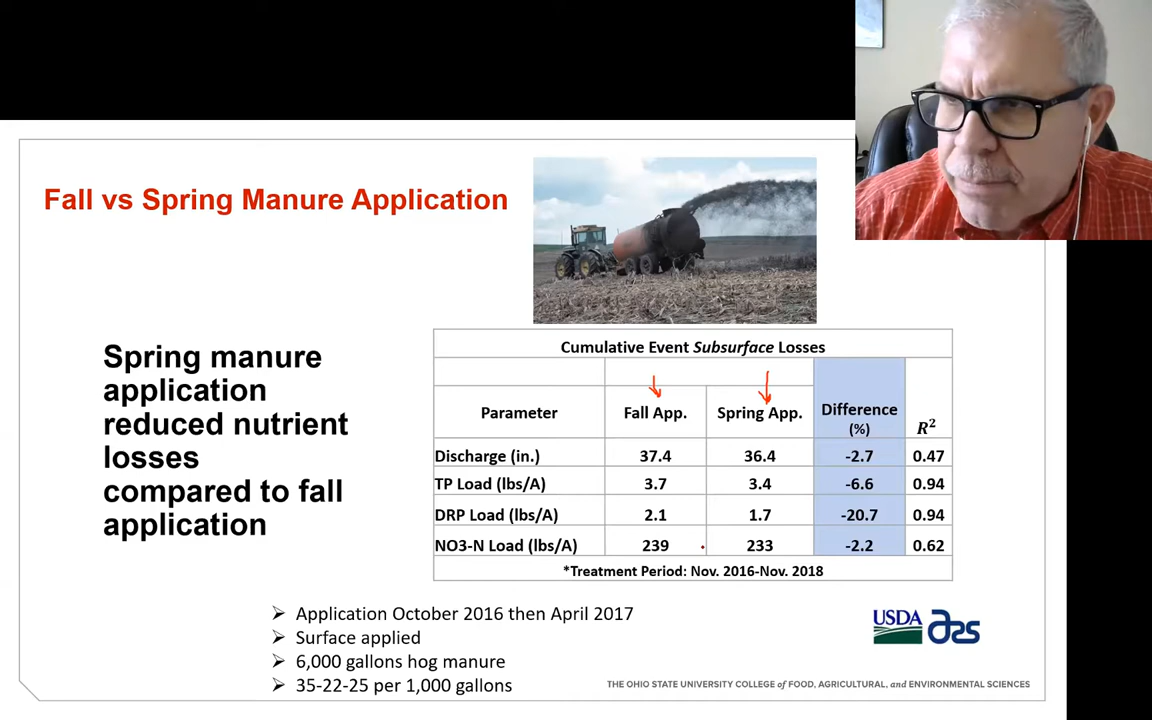 Fall vs Spring Manure Application
Spring manure
application
reduced nutrient
losses
compared to fall
application
Cumulative Event Subsurface Losses
Parameter Fall App. Spring App. Difference (%) R²
Discharge (in.) 37.4 36.4 -2.7 0.47
TP Load (lbs/A) 3.7 3.4 -6.6 0.94
DRP Load (lbs/A) 2.1 1.7 -20.7 0.94
NO3-N Load (lbs/A) 239 233 -2.2 0.62
*Treatment Period: Nov. 2016-Nov. 2018
Application October 2016 then April 2017
Surface applied
6,000 gallons hog manure
35-22-25 per 1,000 gallons
USDA ars
THE OHIO STATE UNIVERSITY COLLEGE of FOOD, AGRICULTURAL, and ENVIRONMENTAL SCIENCES